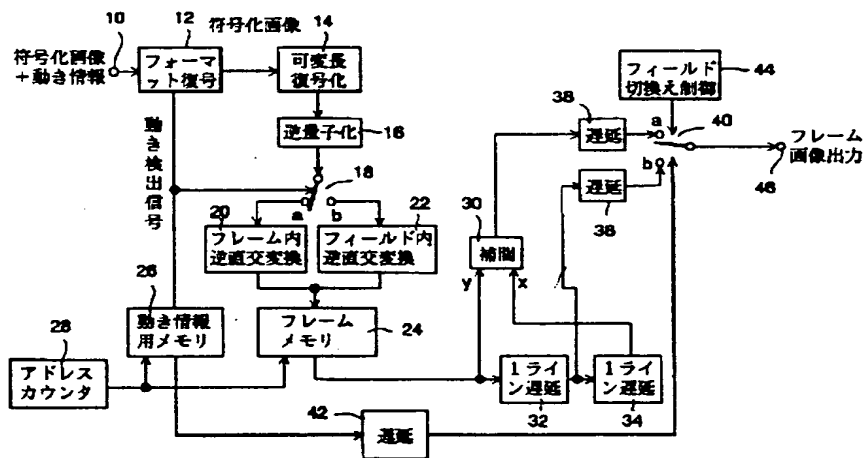 符号化画像
10
12
14
符号化画像
+動き情報
フォーマ
ット復号
可変長
復号化
逆量子化
16
動き検出信号
18
a
b
20
22
フレーム内
逆直交変換
フィールド内
逆直交変換
26
動き情報
用メモリ
フレーム
メモリ
24
28
アドレス
カウンタ
30
補間
y
x
38
遅延
遅延
38
フィールド
切換え制御
44
a
40
b
フレーム
画像出力
46
1ライ
ン遅延
32
1ライ
ン遅延
34
42
遅延